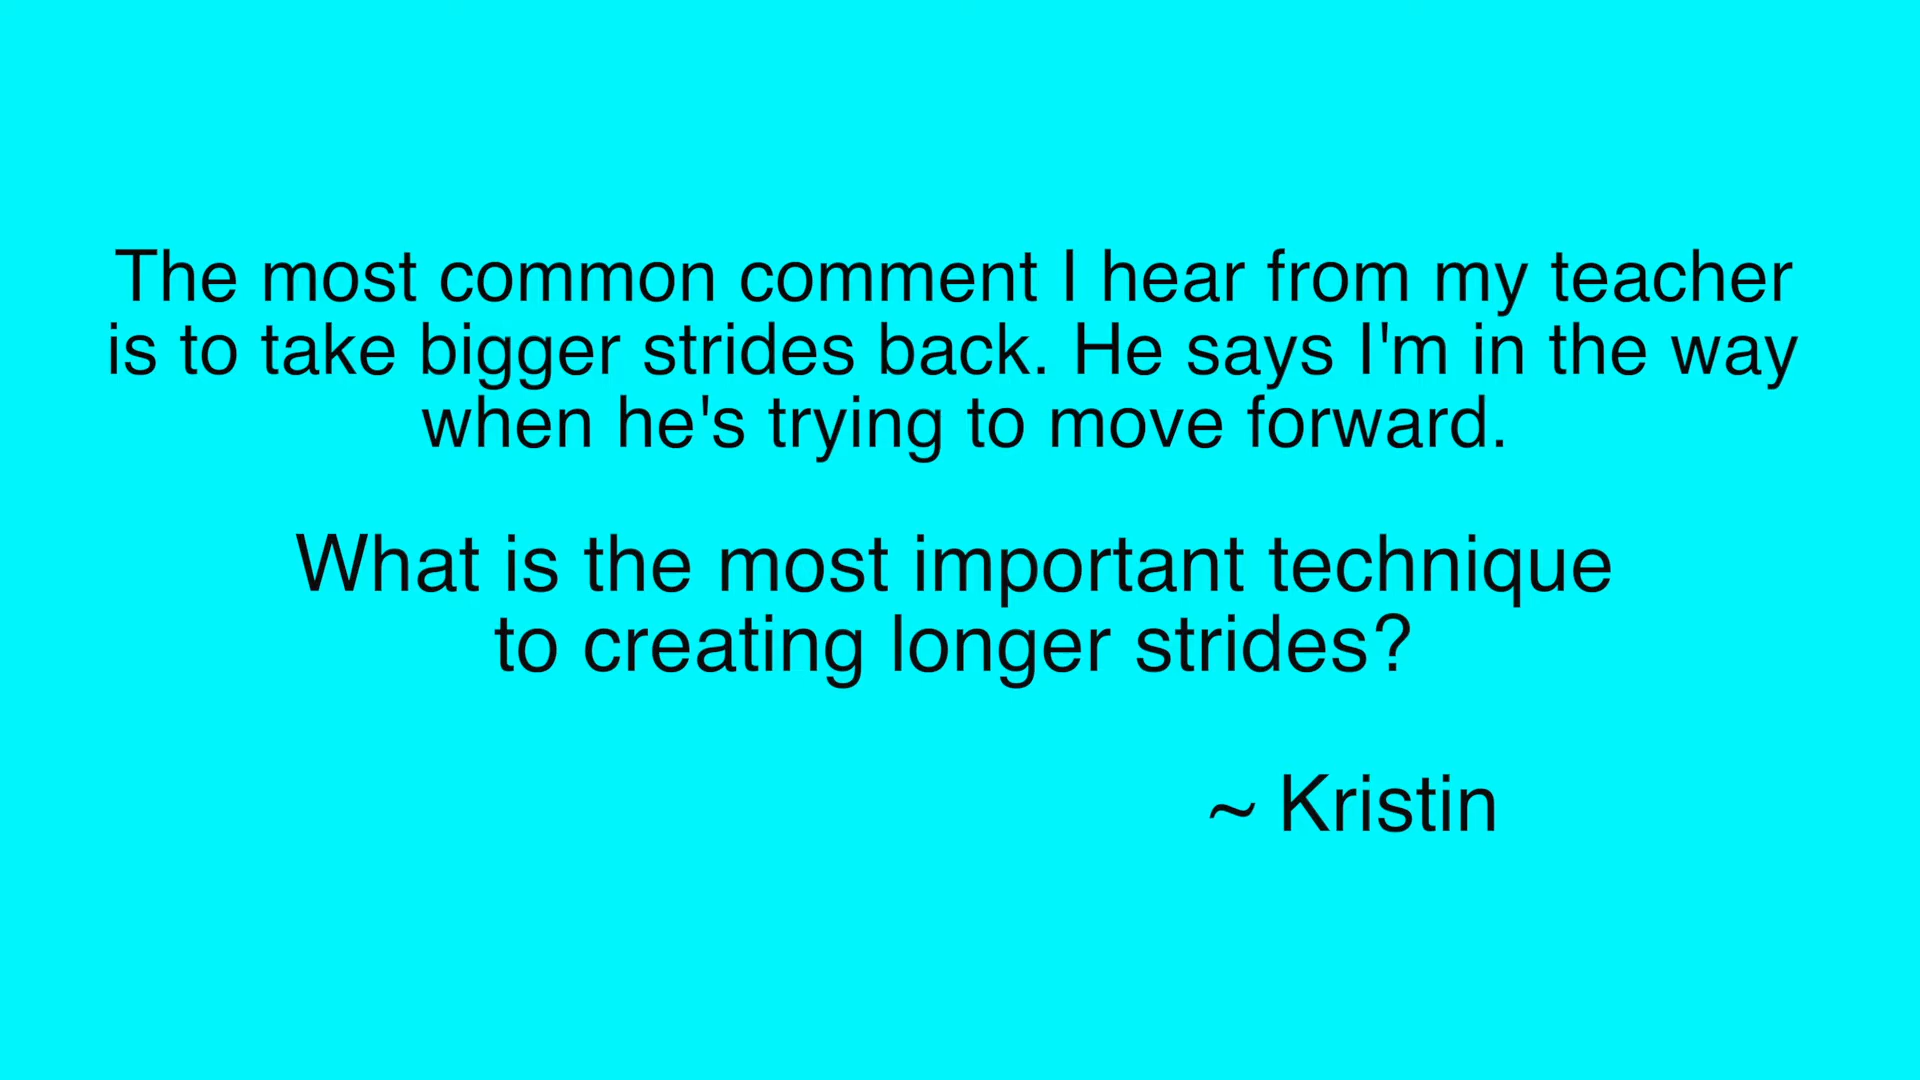 The most common comment I hear from my teacher
is to take bigger strides back. He says I'm in the way
when he's trying to move forward.
What is the most important technique
to creating longer strides?
~ Kristin